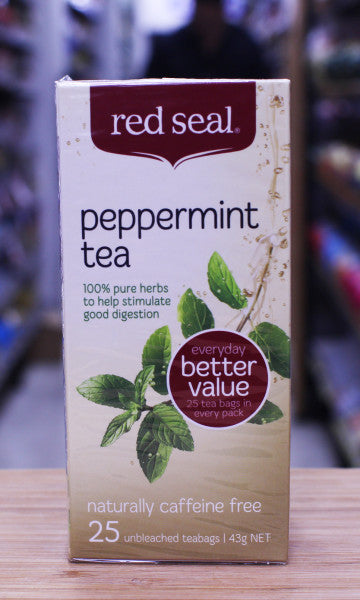 red seal®
peppermint
tea
100% pure herbs
to help stimulate
good digestion
everyday
better
value
25 tea bags in
every pack
naturally caffeine free
25 unbleached teabags | 43g NET